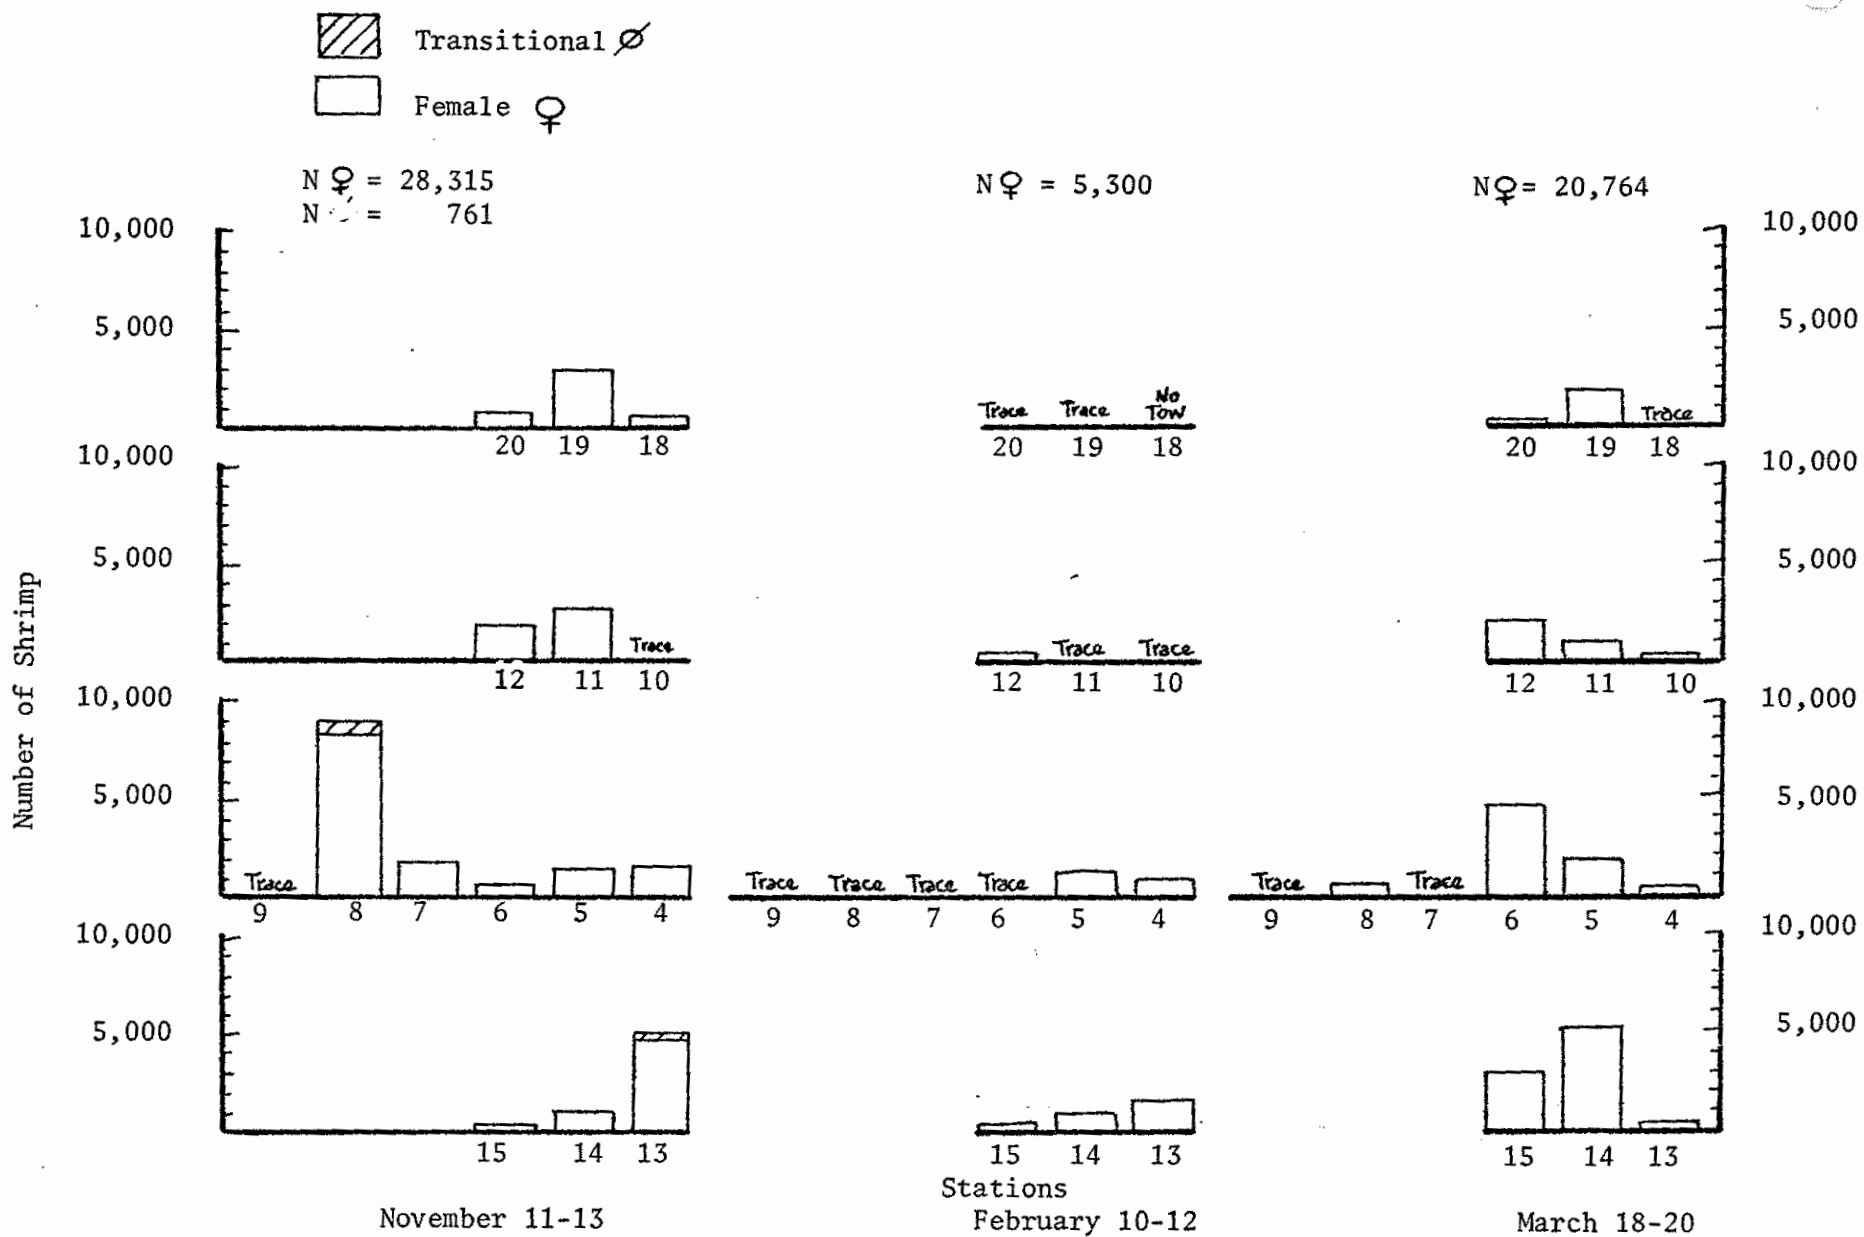 Transitional ⌀
Female ♀
N ♀ = 28,315
N = 761
N♀ = 5,300
N♀= 20,764
Number of Shrimp
10,000 10,000
5,000 5,000
Trace Trace No Tow Trace
20 19 18 20 19 18 20 19 18
10,000 10,000
5,000 5,000
Trace Trace Trace
12 11 10 12 11 10 12 11 10
10,000 10,000
5,000 5,000
Trace Trace Trace Trace Trace Trace Trace
9 8 7 6 5 4 9 8 7 6 5 4 9 8 7 6 5 4
10,000 10,000
5,000 5,000
15 14 13 15 14 13 15 14 13
Stations
November 11-13 February 10-12 March 18-20